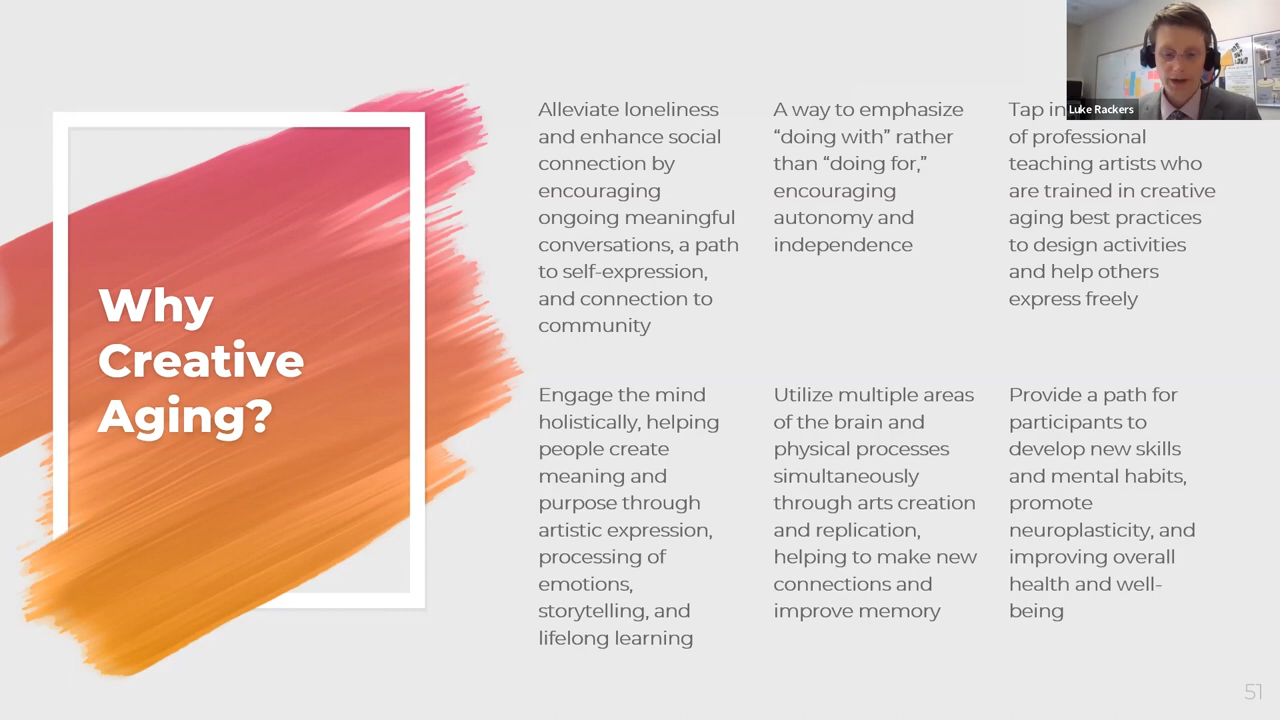 Why
Creative
Aging?
Alleviate loneliness
and enhance social
connection by
encouraging
ongoing meaningful
conversations, a path
to self-expression,
and connection to
community
A way to emphasize
“doing with” rather
than “doing for,”
encouraging
autonomy and
independence
Tap in
of professional
teaching artists who
are trained in creative
aging best practices
to design activities
and help others
express freely
Engage the mind
holistically, helping
people create
meaning and
purpose through
artistic expression,
processing of
emotions,
storytelling, and
lifelong learning
Utilize multiple areas
of the brain and
physical processes
simultaneously
through arts creation
and replication,
helping to make new
connections and
improve memory
Provide a path for
participants to
develop new skills
and mental habits,
promote
neuroplasticity, and
improving overall
health and well-
being
Luke Rackers
51